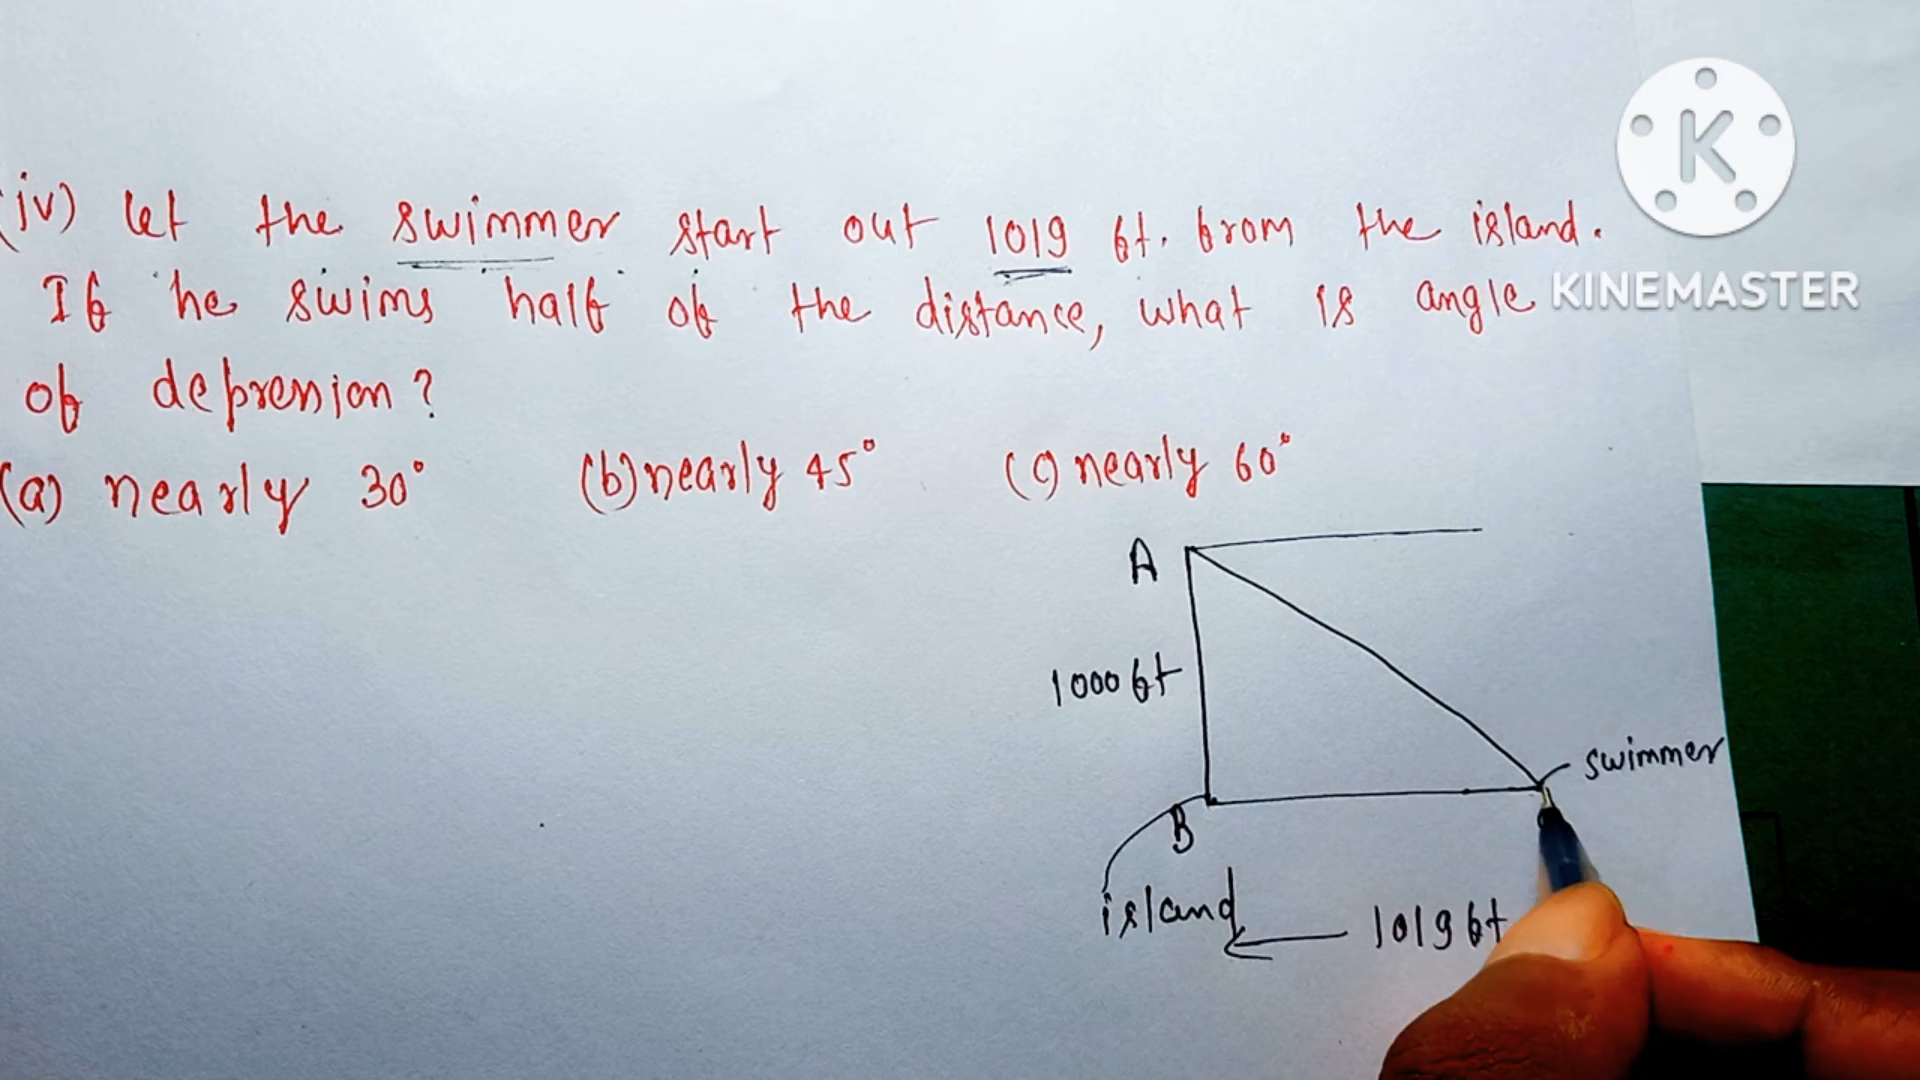 (iv) let the swimmer start out 1019 ft. from the island.
If he swims half of the distance, what is angle
of depression?
(a) nearly 30° (b) nearly 45° (c) nearly 60°
A
1000 ft
swimmer
B
island
1019 ft
K
KINEMASTER